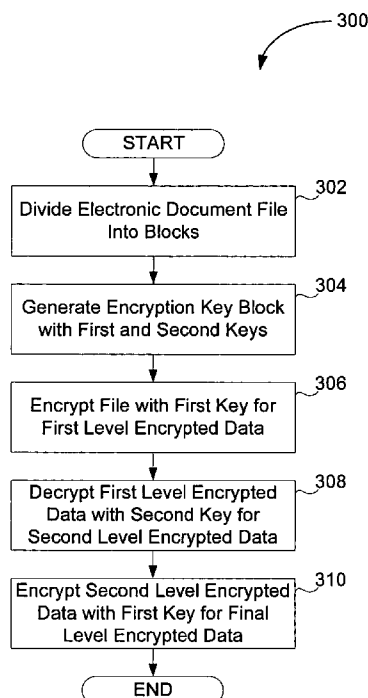 300
START
302
Divide Electronic Document File
Into Blocks
304
Generate Encryption Key Block
with First and Second Keys
306
Encrypt File with First Key for
First Level Encrypted Data
308
Decrypt First Level Encrypted
Data with Second Key for
Second Level Encrypted Data
310
Encrypt Second Level Encrypted
Data with First Key for Final
Level Encrypted Data
END